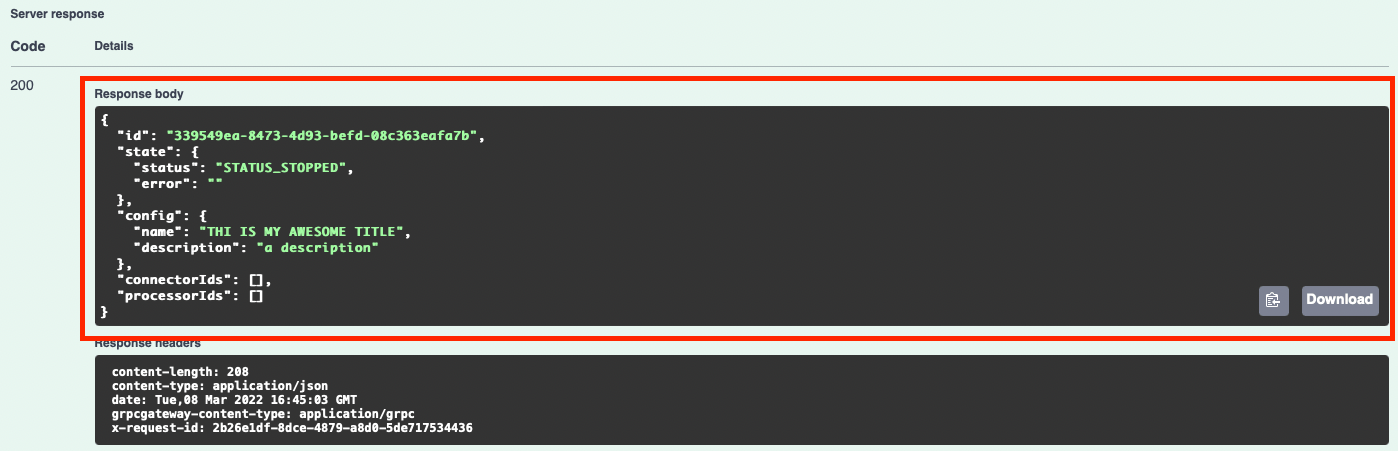 Server response
Code Details
200
Response body
{
  "id": "339549ea-8473-4d93-befd-08c363eafa7b",
  "state": {
    "status": "STATUS_STOPPED",
    "error": ""
  },
  "config": {
    "name": "THI IS MY AWESOME TITLE",
    "description": "a description"
  },
  "connectorIds": [],
  "processorIds": []
}
Download
Response headers
content-length: 208
content-type: application/json
date: Tue,08 Mar 2022 16:45:03 GMT
grpcgateway-content-type: application/grpc
x-request-id: 2b26e1df-8dce-4879-a8d0-5de717534436